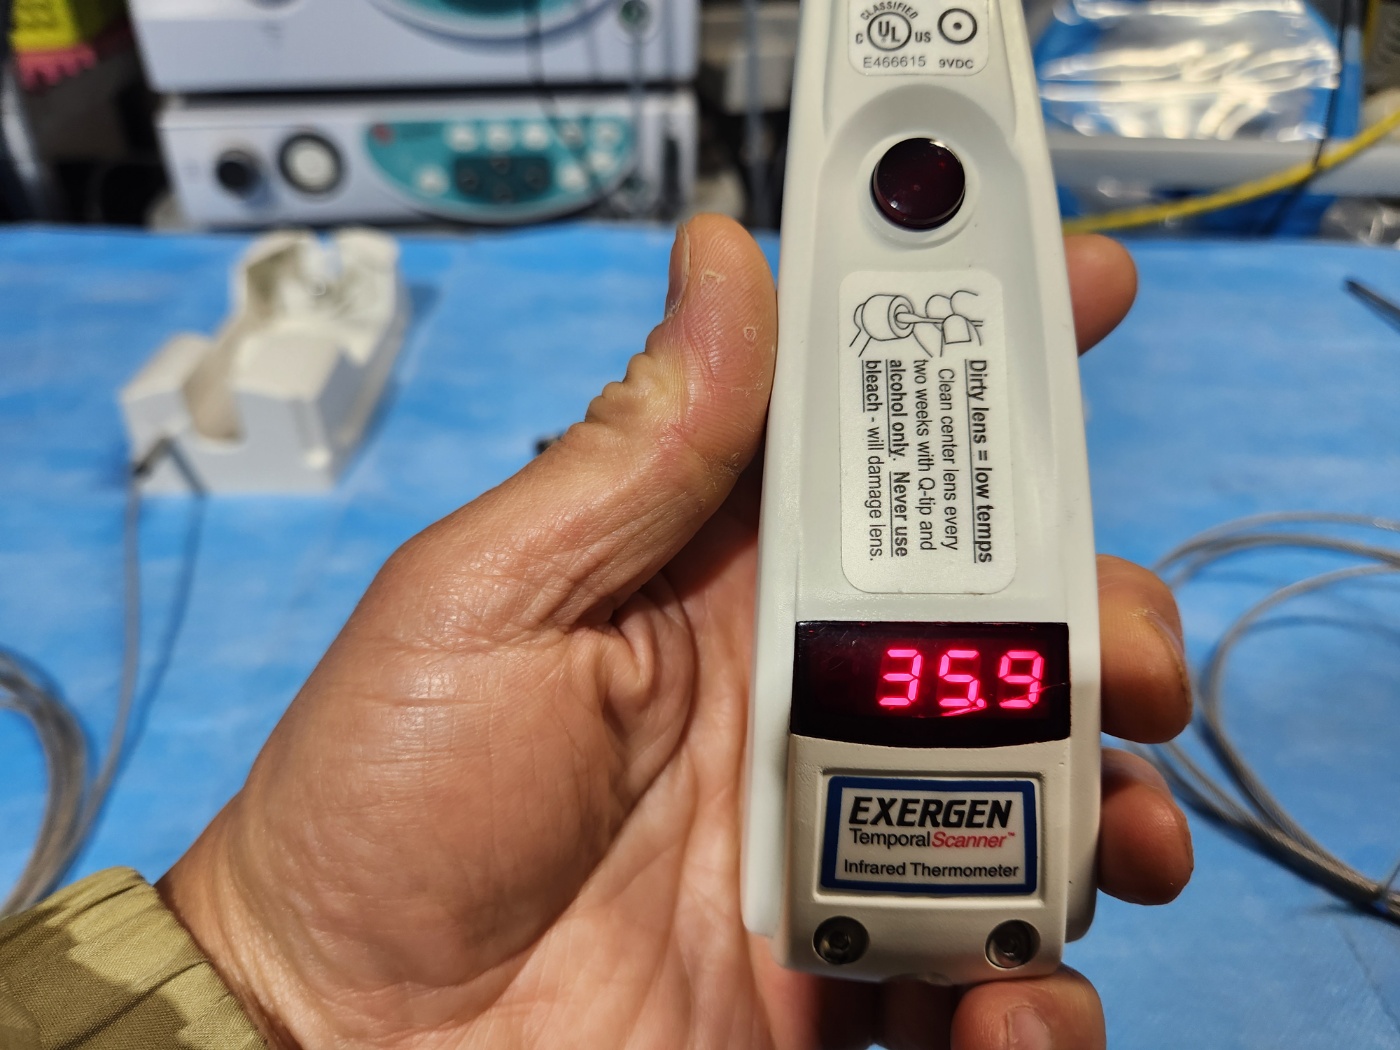 CLASSIFIED
C UL US
E466615 9VDC
Dirty lens = low temps
Clean center lens every
two weeks with Q-tip and
alcohol only. Never use
bleach - will damage lens.
35.9
EXERGEN
TemporalScanner™
Infrared Thermometer